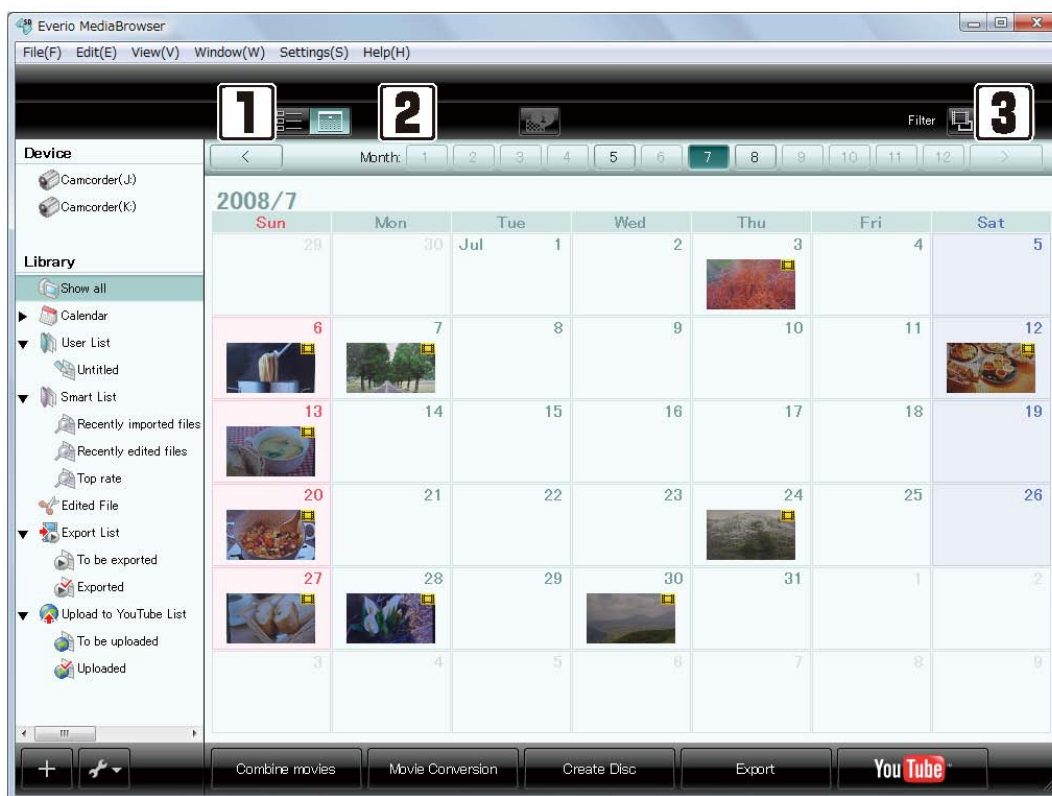 Everio MediaBrowser
File(F) Edit(E) View(V) Window(W) Settings(S) Help(H)
1 2 3
Filter
Device
Camcorder(J:)
Camcorder(K:)
Library
Show all
Calendar
User List
Untitled
Smart List
Recently imported files
Recently edited files
Top rate
Edited File
Export List
To be exported
Exported
Upload to YouTube List
To be uploaded
Uploaded
< Month: 1 2 3 4 5 6 7 8 9 10 11 12 >
2008/7
Sun Mon Tue Wed Thu Fri Sat
29 30 Jul 1 2 3 4 5
6 7 8 9 10 11 12
13 14 15 16 17 18 19
20 21 22 23 24 25 26
27 28 29 30 31 1 2
3 4 5 6 7 8 9
Combine movies Movie Conversion Create Disc Export YouTube